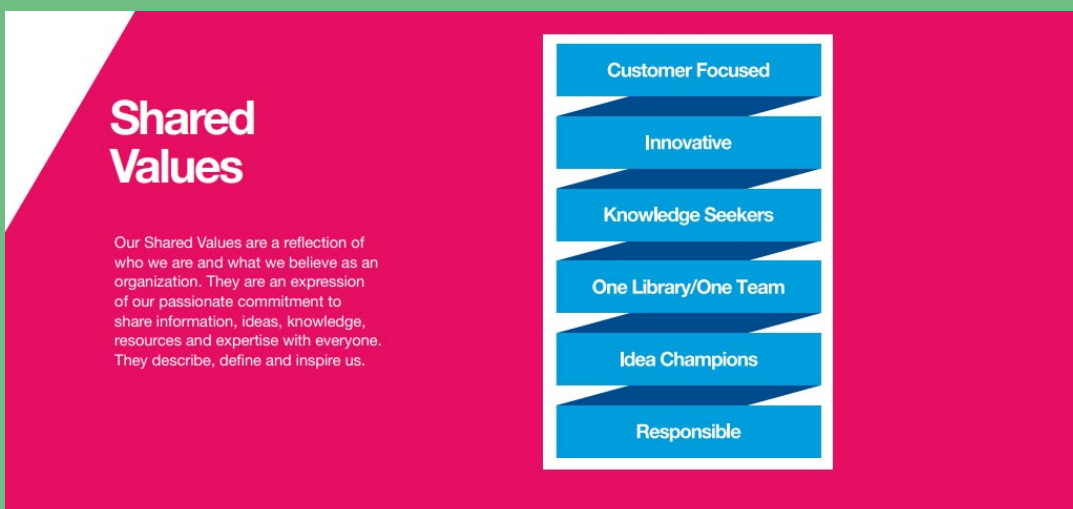 Shared
Values
Our Shared Values are a reflection of
who we are and what we believe as an
organization. They are an expression
of our passionate commitment to
share information, ideas, knowledge,
resources and expertise with everyone.
They describe, define and inspire us.
Customer Focused
Innovative
Knowledge Seekers
One Library/One Team
Idea Champions
Responsible